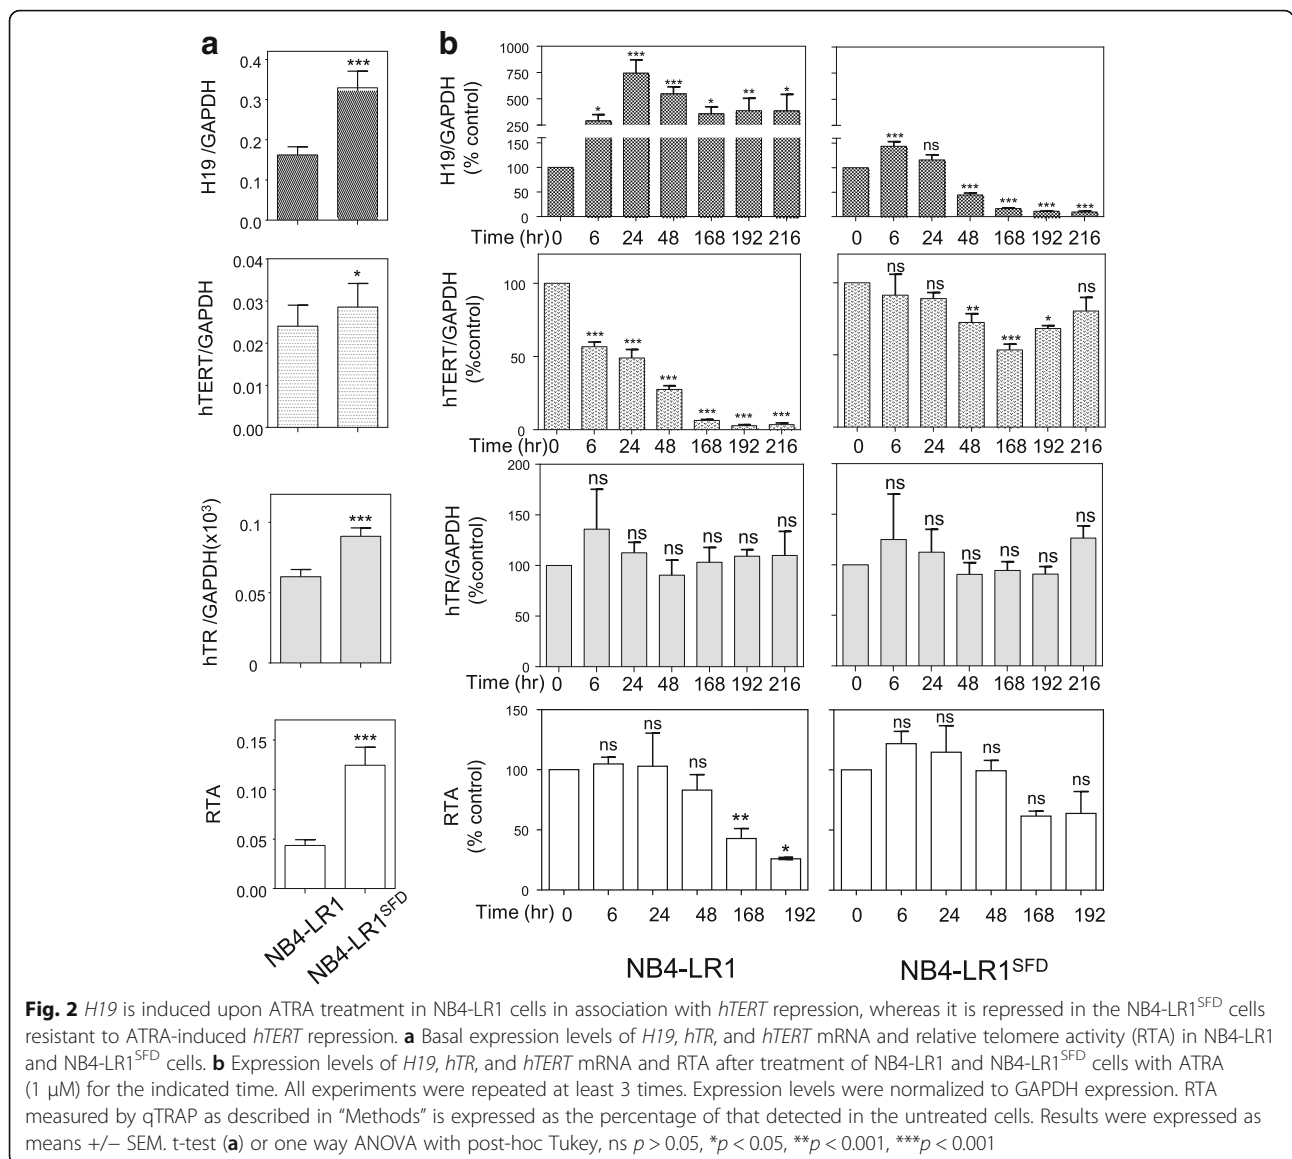 a
H19 /GAPDH
0.4
0.3
0.2
0.1
0.0
***
hTERT/GAPDH
0.04
0.03
0.02
0.01
0.00
*
hTR /GAPDH(x10³)
0.1
0.05
0
***
RTA
0.15
0.10
0.05
0.00
***
NB4-LR1
NB4-LR1SFD
b
H19/GAPDH
(% control)
1000
750
500
250
150
100
50
0
* *** *** * ** * 
Time (hr) 0 6 24 48 168 192 216
*** ns *** *** *** ***
0 6 24 48 168 192 216
hTERT/GAPDH
(%control)
100
50
0
*** *** *** *** *** ***
Time (hr) 0 6 24 48 168 192 216
ns ns ** *** * ns
0 6 24 48 168 192 216
hTR/GAPDH
(%control)
200
150
100
50
0
ns ns ns ns ns ns
Time (hr) 0 6 24 48 168 192 216
ns ns ns ns ns ns
0 6 24 48 168 192 216
RTA
(% control)
150
100
50
0
ns ns ns ** *
Time (hr) 0 6 24 48 168 192
ns ns ns ns ns
0 6 24 48 168 192
NB4-LR1
NB4-LR1SFD
Fig. 2 H19 is induced upon ATRA treatment in NB4-LR1 cells in association with hTERT repression, whereas it is repressed in the NB4-LR1SFD cells
resistant to ATRA-induced hTERT repression. a Basal expression levels of H19, hTR, and hTERT mRNA and relative telomere activity (RTA) in NB4-LR1
and NB4-LR1SFD cells. b Expression levels of H19, hTR, and hTERT mRNA and RTA after treatment of NB4-LR1 and NB4-LR1SFD cells with ATRA
(1 μM) for the indicated time. All experiments were repeated at least 3 times. Expression levels were normalized to GAPDH expression. RTA
measured by qTRAP as described in “Methods” is expressed as the percentage of that detected in the untreated cells. Results were expressed as
means +/− SEM. t-test (a) or one way ANOVA with post-hoc Tukey, ns p > 0.05, *p < 0.05, **p < 0.001, ***p < 0.001